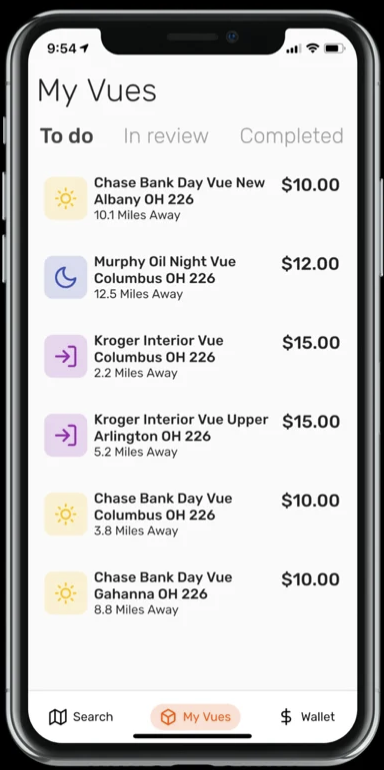 9:54
My Vues
To do In review Completed
Chase Bank Day Vue New $10.00
Albany OH 226
10.1 Miles Away
Murphy Oil Night Vue $12.00
Columbus OH 226
12.5 Miles Away
Kroger Interior Vue $15.00
Columbus OH 226
2.2 Miles Away
Kroger Interior Vue Upper $15.00
Arlington OH 226
5.2 Miles Away
Chase Bank Day Vue $10.00
Columbus OH 226
3.8 Miles Away
Chase Bank Day Vue $10.00
Gahanna OH 226
8.8 Miles Away
Search My Vues $ Wallet